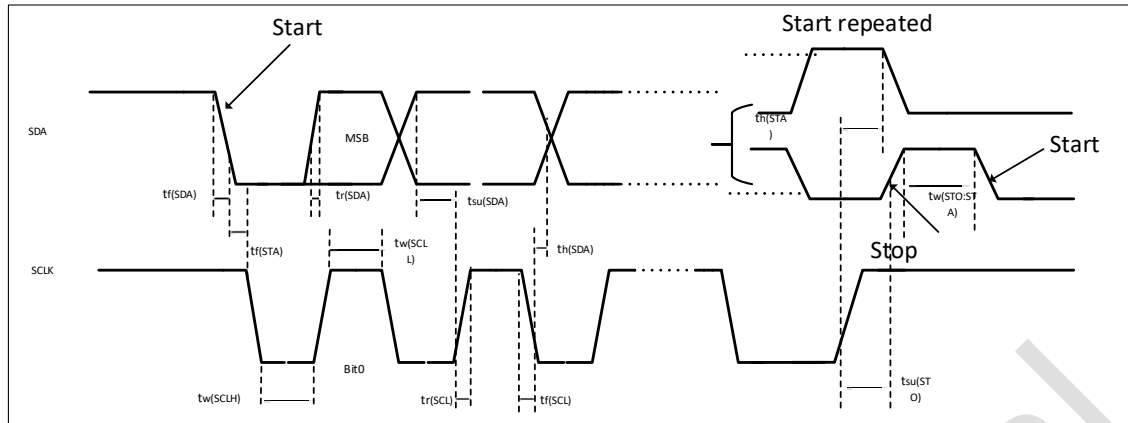 Start
Start repeated
SDA
MSB
th(STA
)
Start
tf(SDA)
tr(SDA)
tsu(SDA)
tw(STO:ST
A)
tf(STA)
tw(SCL
L)
th(SDA)
Stop
SCLK
Bit0
tw(SCLH)
tr(SCL)
tf(SCL)
tsu(ST
O)